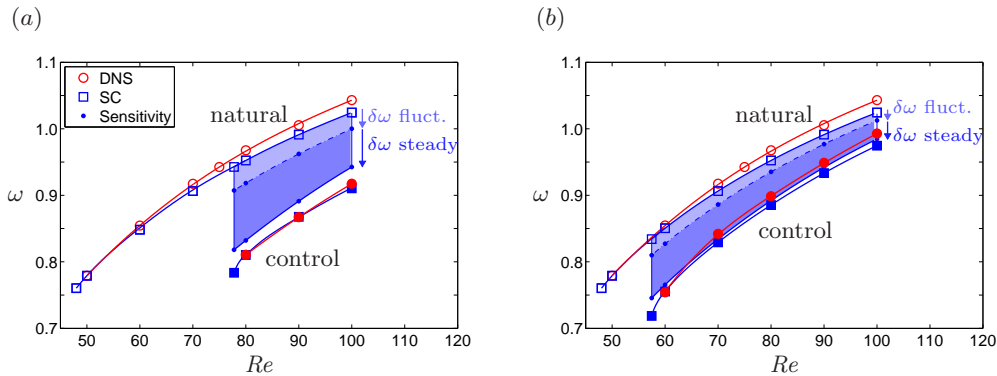 (a)
1.1
1.0
0.9
0.8
0.7
ω
DNS
SC
Sensitivity
natural
δω fluct.
δω steady
control
50 60 70 80 90 100 110 120
Re
(b)
1.1
1.0
0.9
0.8
0.7
ω
natural
δω fluct.
δω steady
control
50 60 70 80 90 100 110 120
Re